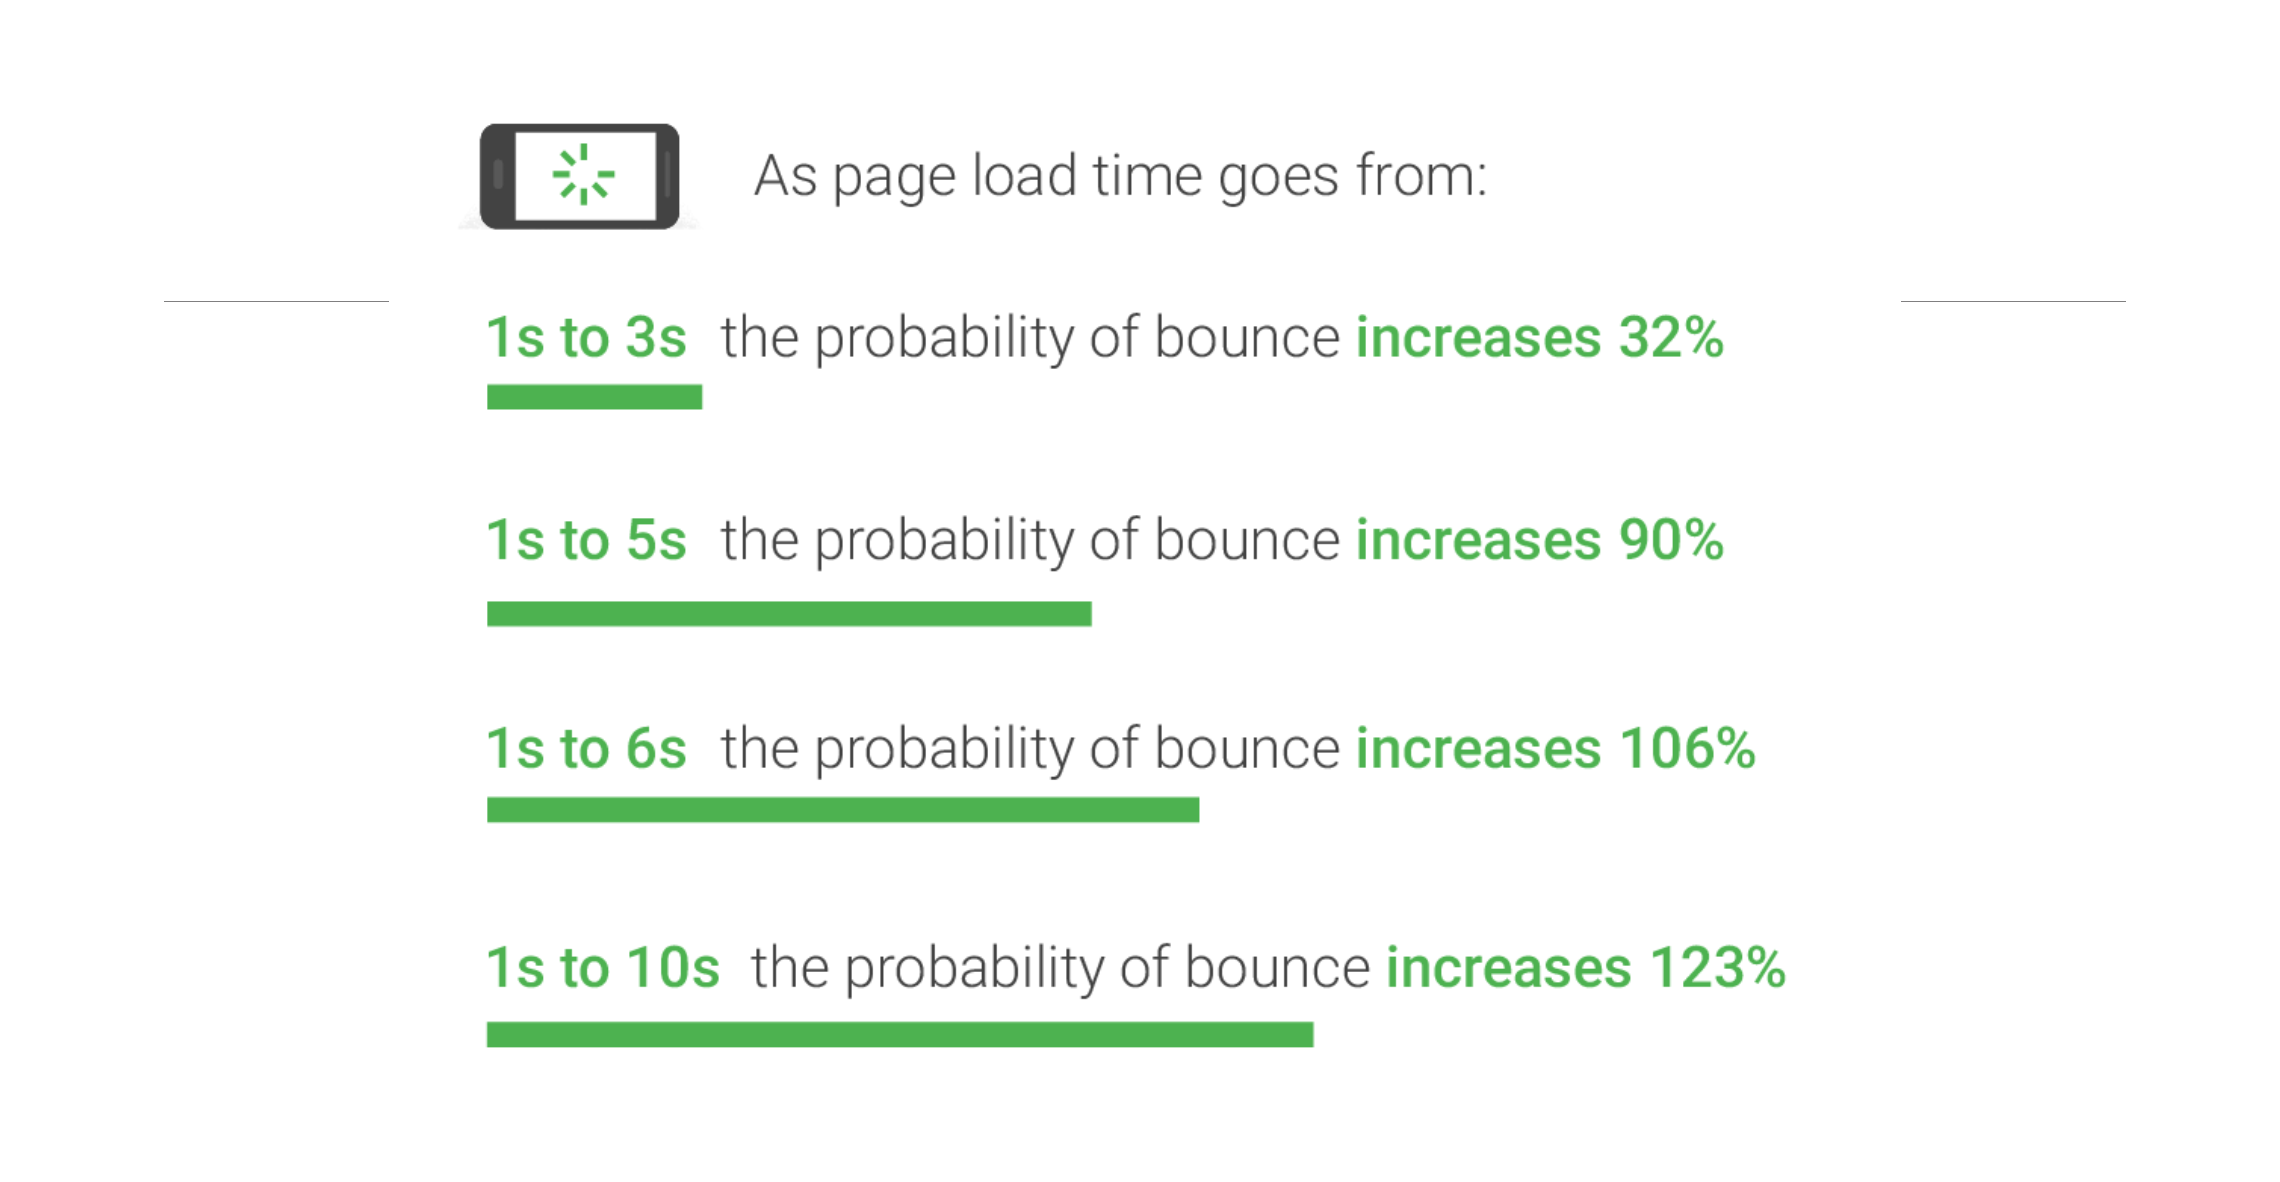 As page load time goes from:
1s to 3s the probability of bounce increases 32%
1s to 5s the probability of bounce increases 90%
1s to 6s the probability of bounce increases 106%
1s to 10s the probability of bounce increases 123%